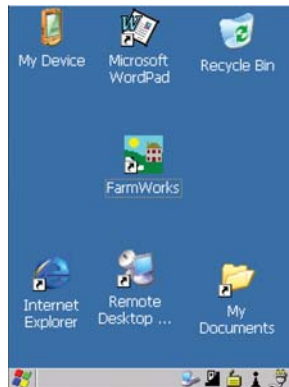 My Device
Microsoft
WordPad
Recycle Bin
FarmWorks
Internet
Explorer
Remote
Desktop ...
My
Documents